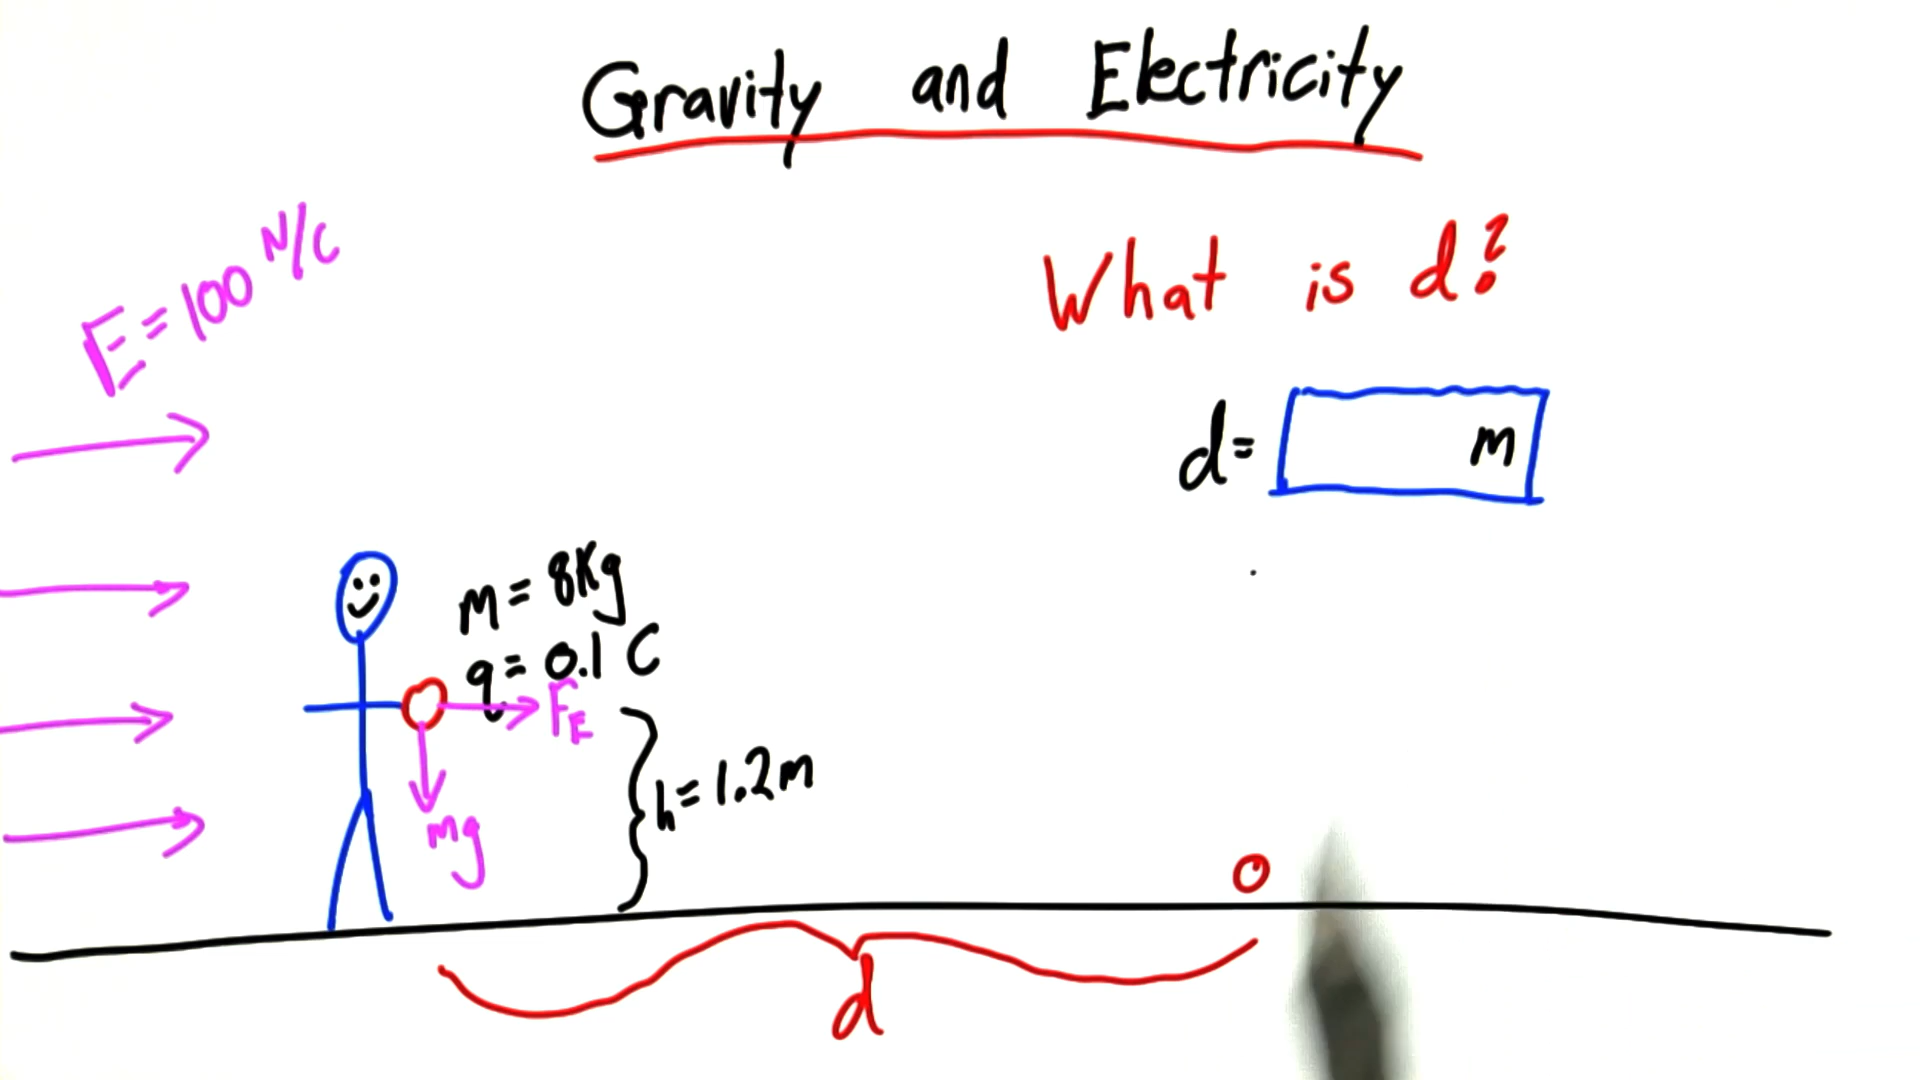 Gravity and Electricity
E = 100 N/C
What is d?
d = m
m = 8Kg
q = 0.1 C
FE
h = 1.2m
mg
d